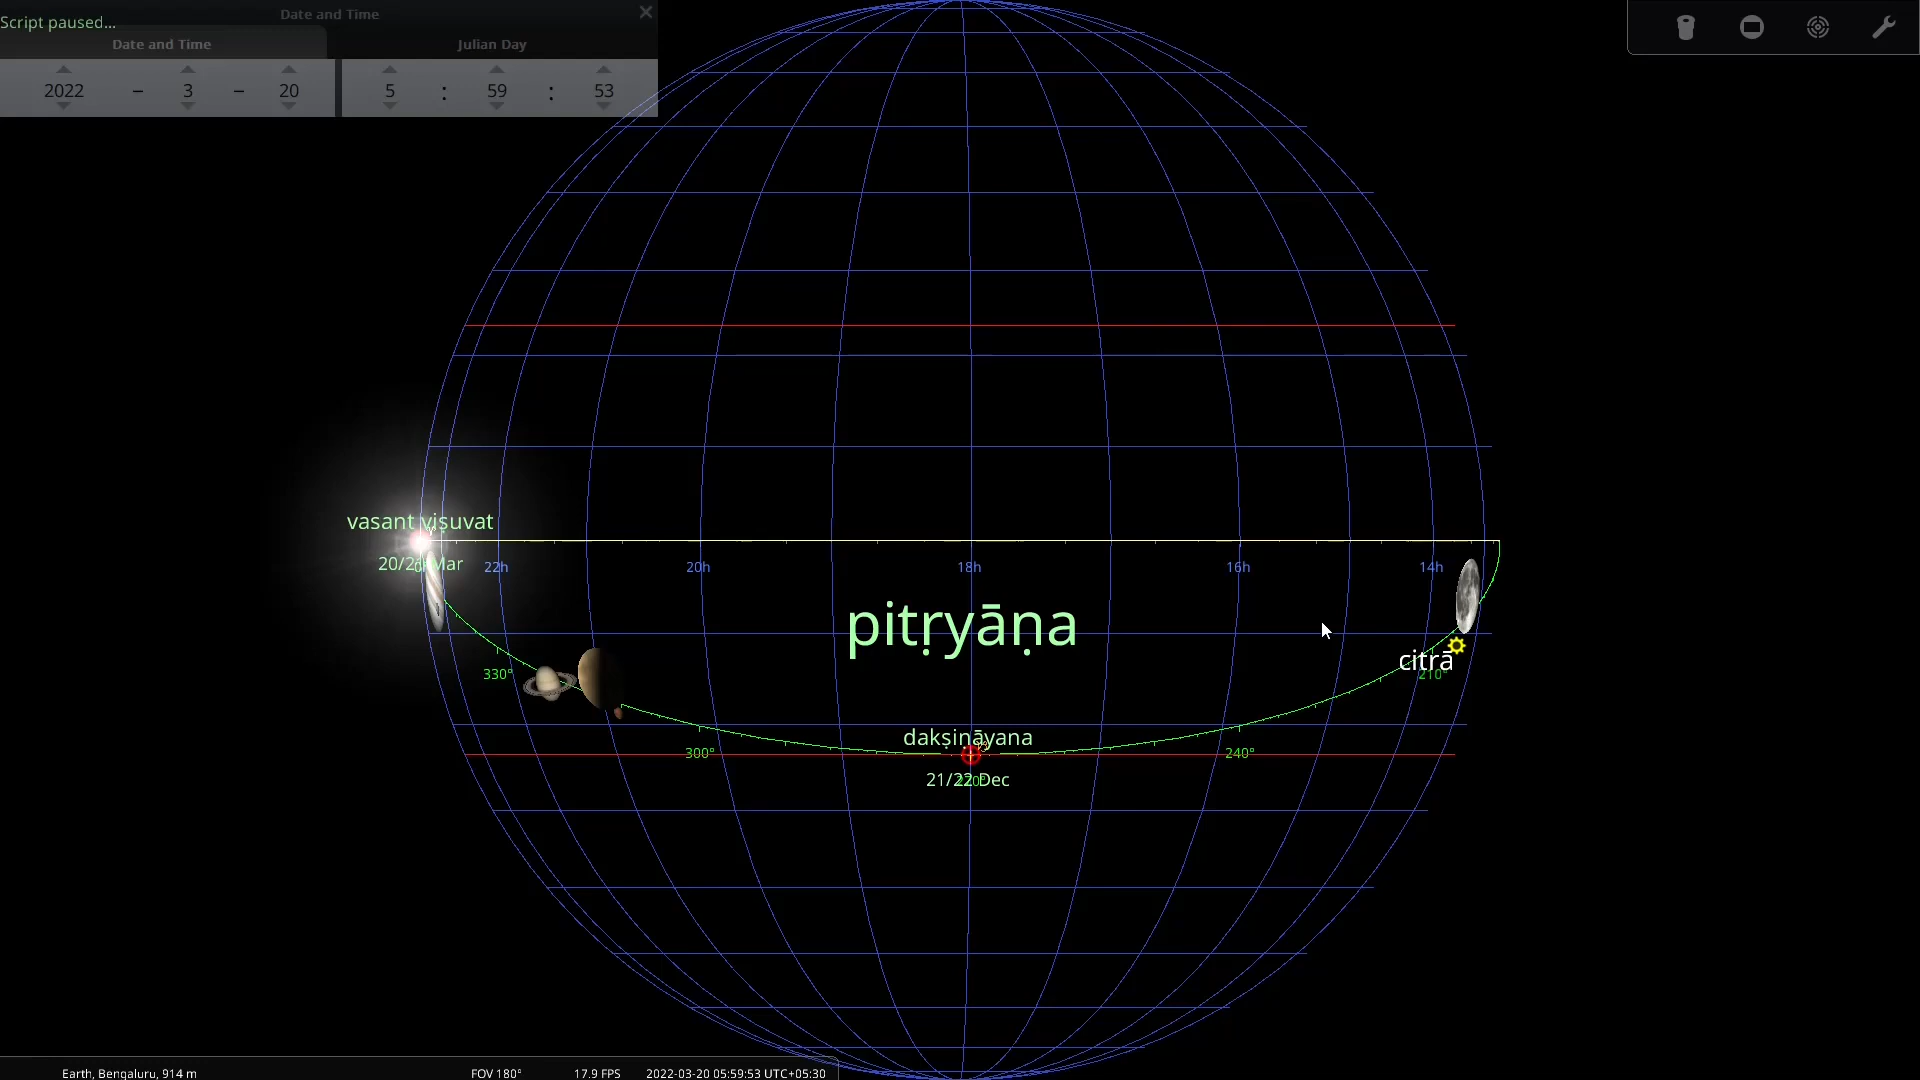 Date and Time
Script paused...
Date and Time
Julian Day
2022 – 3 – 20
5 : 59 : 53
vasant viṣuvat
20/21 Mar
22h
20h
18h
16h
14h
pitṛyāṇa
citrā
210°
330°
dakṣiṇāyana
300°
240°
21/22 Dec
Earth, Bengaluru, 914 m
FOV 180°
17.9 FPS
2022-03-20 05:59:53 UTC+05:30